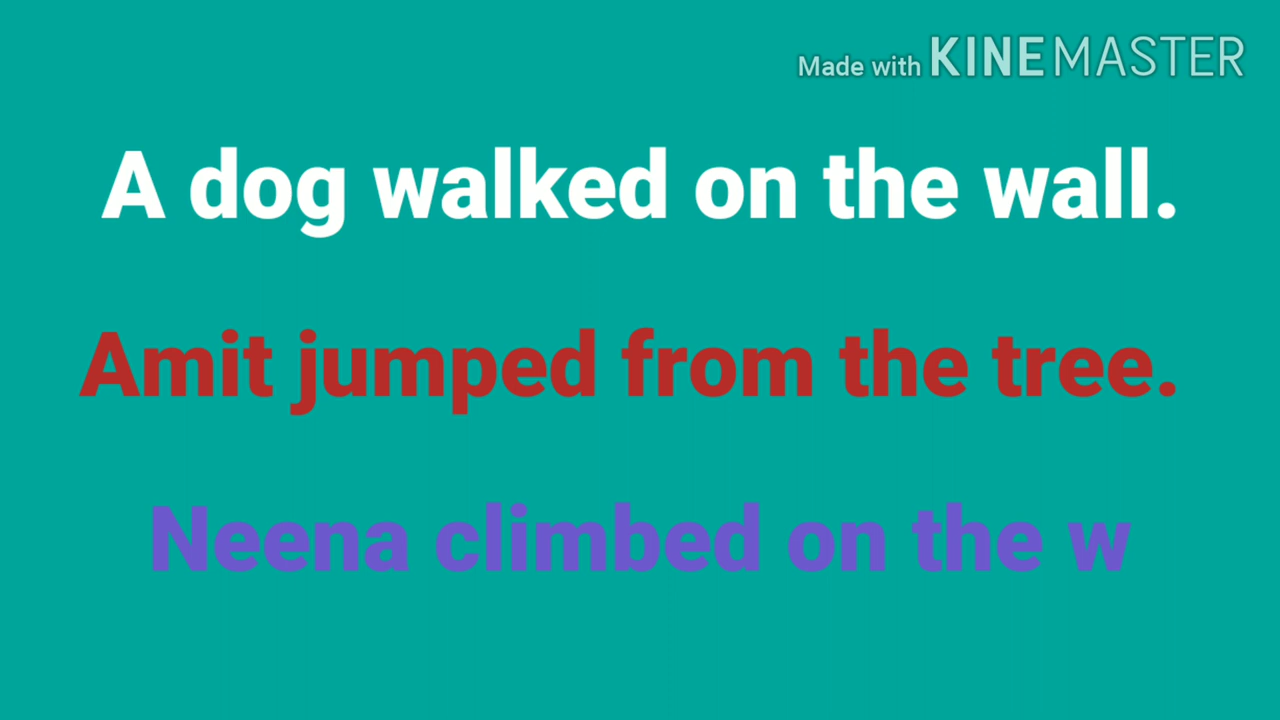 Made with KINEMASTER
A dog walked on the wall.
Amit jumped from the tree.
Neena climbed on the w